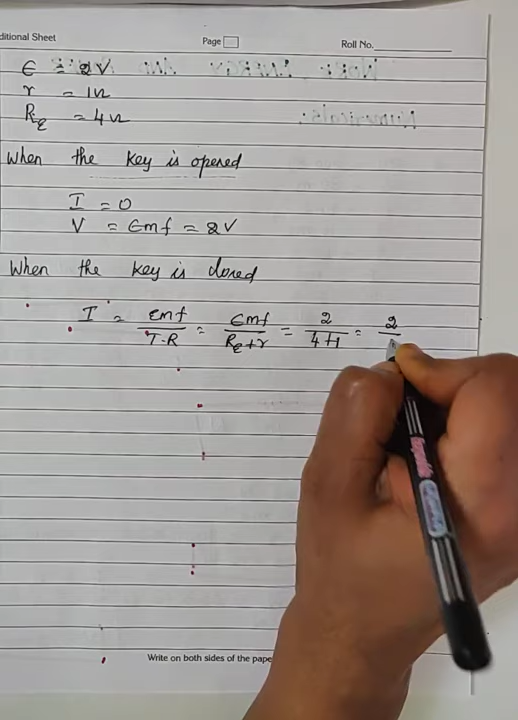 ditional Sheet Page Roll No.
ϵ = 2V
r = 1Ω
R_E = 4Ω
When the key is opened
I = 0
V = Emf = 2V
When the key is closed
I = Emf / T.R = Emf / R_E+r = 2 / 4+1 = 2 /
Write on both sides of the pape